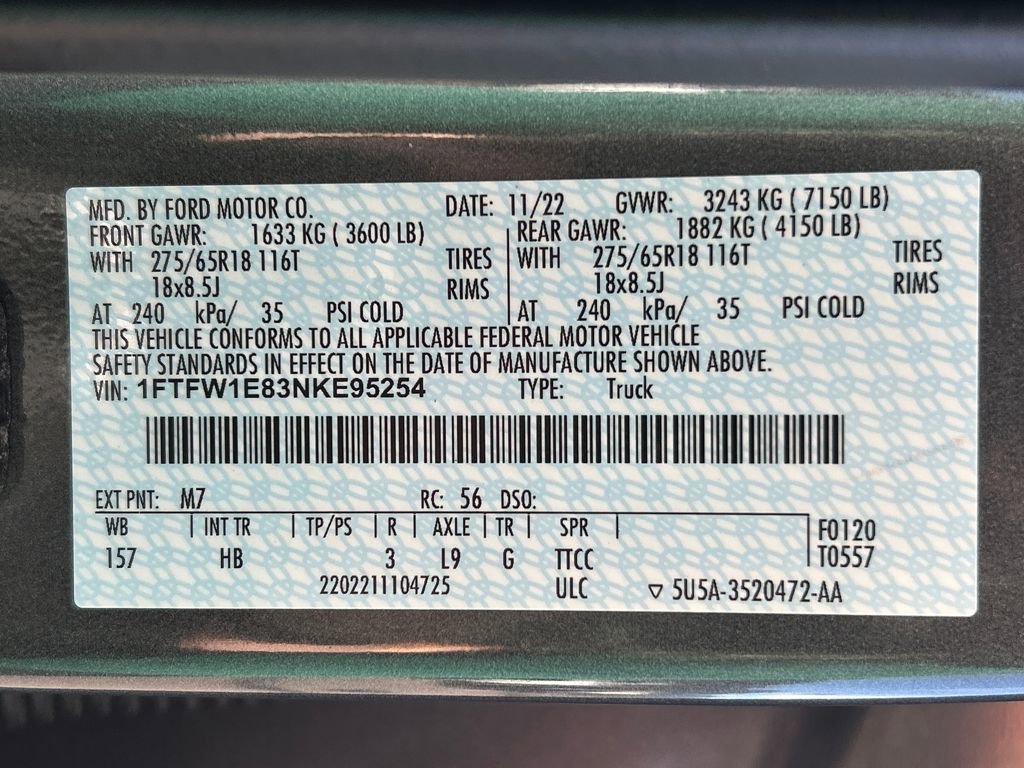 MFD. BY FORD MOTOR CO. DATE: 11/22 GVWR: 3243 KG ( 7150 LB)
FRONT GAWR: 1633 KG ( 3600 LB) REAR GAWR: 1882 KG ( 4150 LB)
WITH 275/65R18 116T TIRES WITH 275/65R18 116T TIRES
18x8.5J RIMS 18x8.5J RIMS
AT 240 kPa/ 35 PSI COLD AT 240 kPa/ 35 PSI COLD
THIS VEHICLE CONFORMS TO ALL APPLICABLE FEDERAL MOTOR VEHICLE
SAFETY STANDARDS IN EFFECT ON THE DATE OF MANUFACTURE SHOWN ABOVE.
VIN: 1FTFW1E83NKE95254 TYPE: Truck
EXT PNT: M7 RC: 56 DSO:
WB INT TR TP/PS R AXLE TR SPR F0120
157 HB 3 L9 G TTCC T0557
2202211104725 ULC ▽ 5U5A-3520472-AA